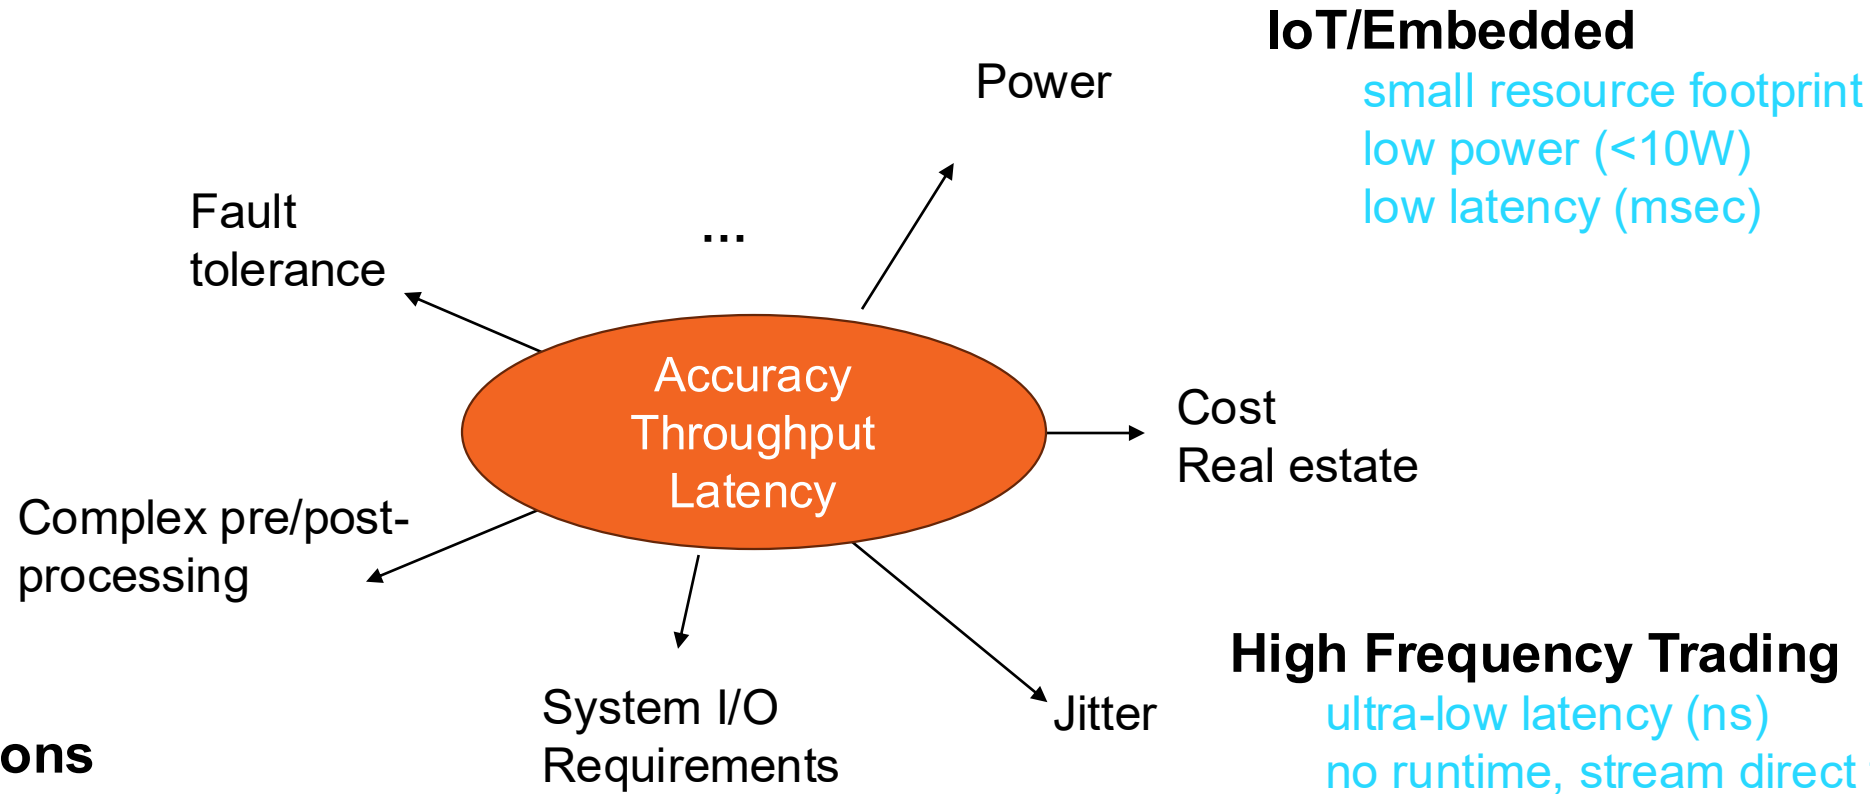 IoT/Embedded
small resource footprint
low power (<10W)
low latency (msec)
Power
Fault
tolerance
...
Accuracy
Throughput
Latency
Cost
Real estate
Complex pre/post-
processing
System I/O
Requirements
Jitter
High Frequency Trading
ultra-low latency (ns)
no runtime, stream direct
ons